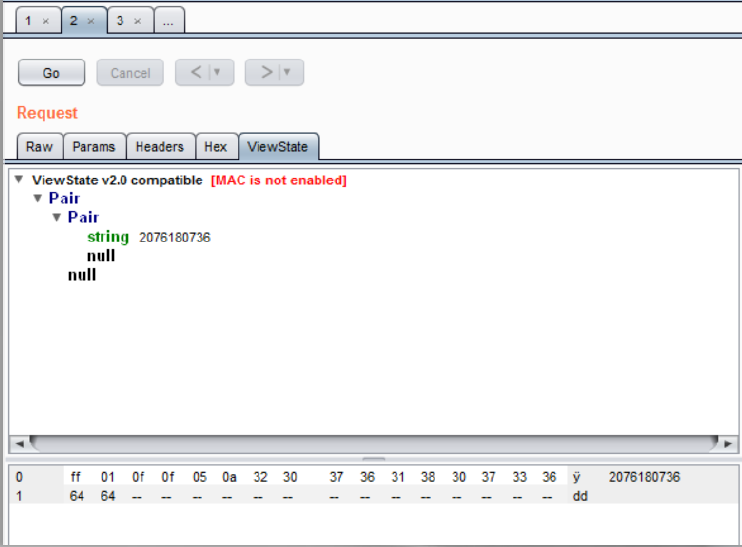 1 × 2 × 3 × ...
Go Cancel < | ▼ > | ▼
Request
Raw Params Headers Hex ViewState
▼ ViewState v2.0 compatible [MAC is not enabled]
▼ Pair
▼ Pair
string 2076180736
null
null
0 ff 01 0f 0f 05 0a 32 30 37 36 31 38 30 37 33 36 ÿ 2076180736
1 64 64 -- -- -- -- -- -- -- -- -- -- -- -- -- -- dd